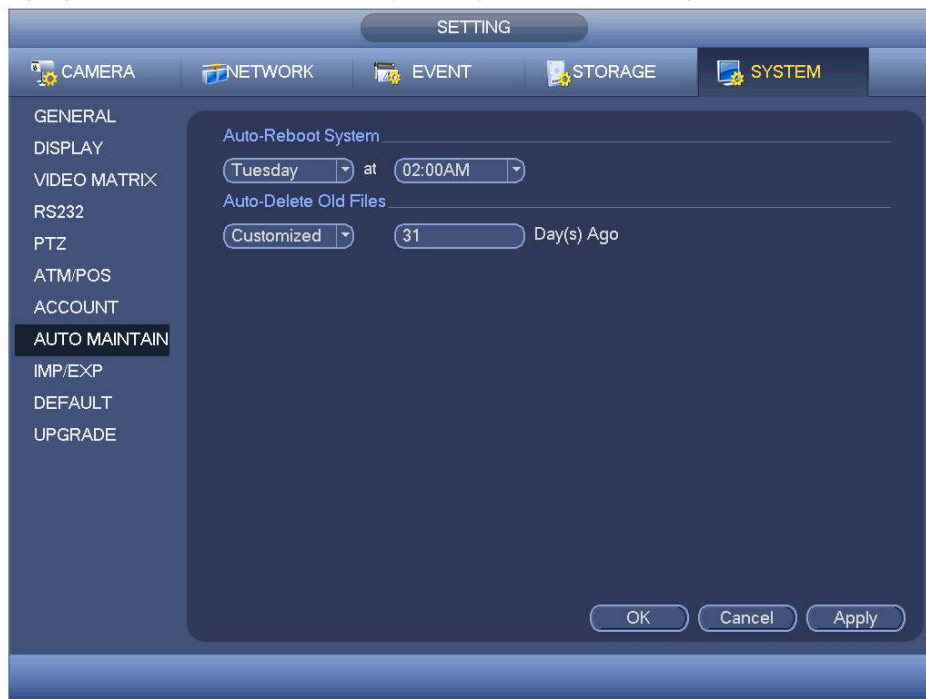 SETTING
CAMERA NETWORK EVENT STORAGE SYSTEM
GENERAL
DISPLAY
VIDEO MATRIX
RS232
PTZ
ATM/POS
ACCOUNT
AUTO MAINTAIN
IMP/EXP
DEFAULT
UPGRADE
Auto-Reboot System
Tuesday at 02:00AM
Auto-Delete Old Files
Customized 31 Day(s) Ago
OK Cancel Apply